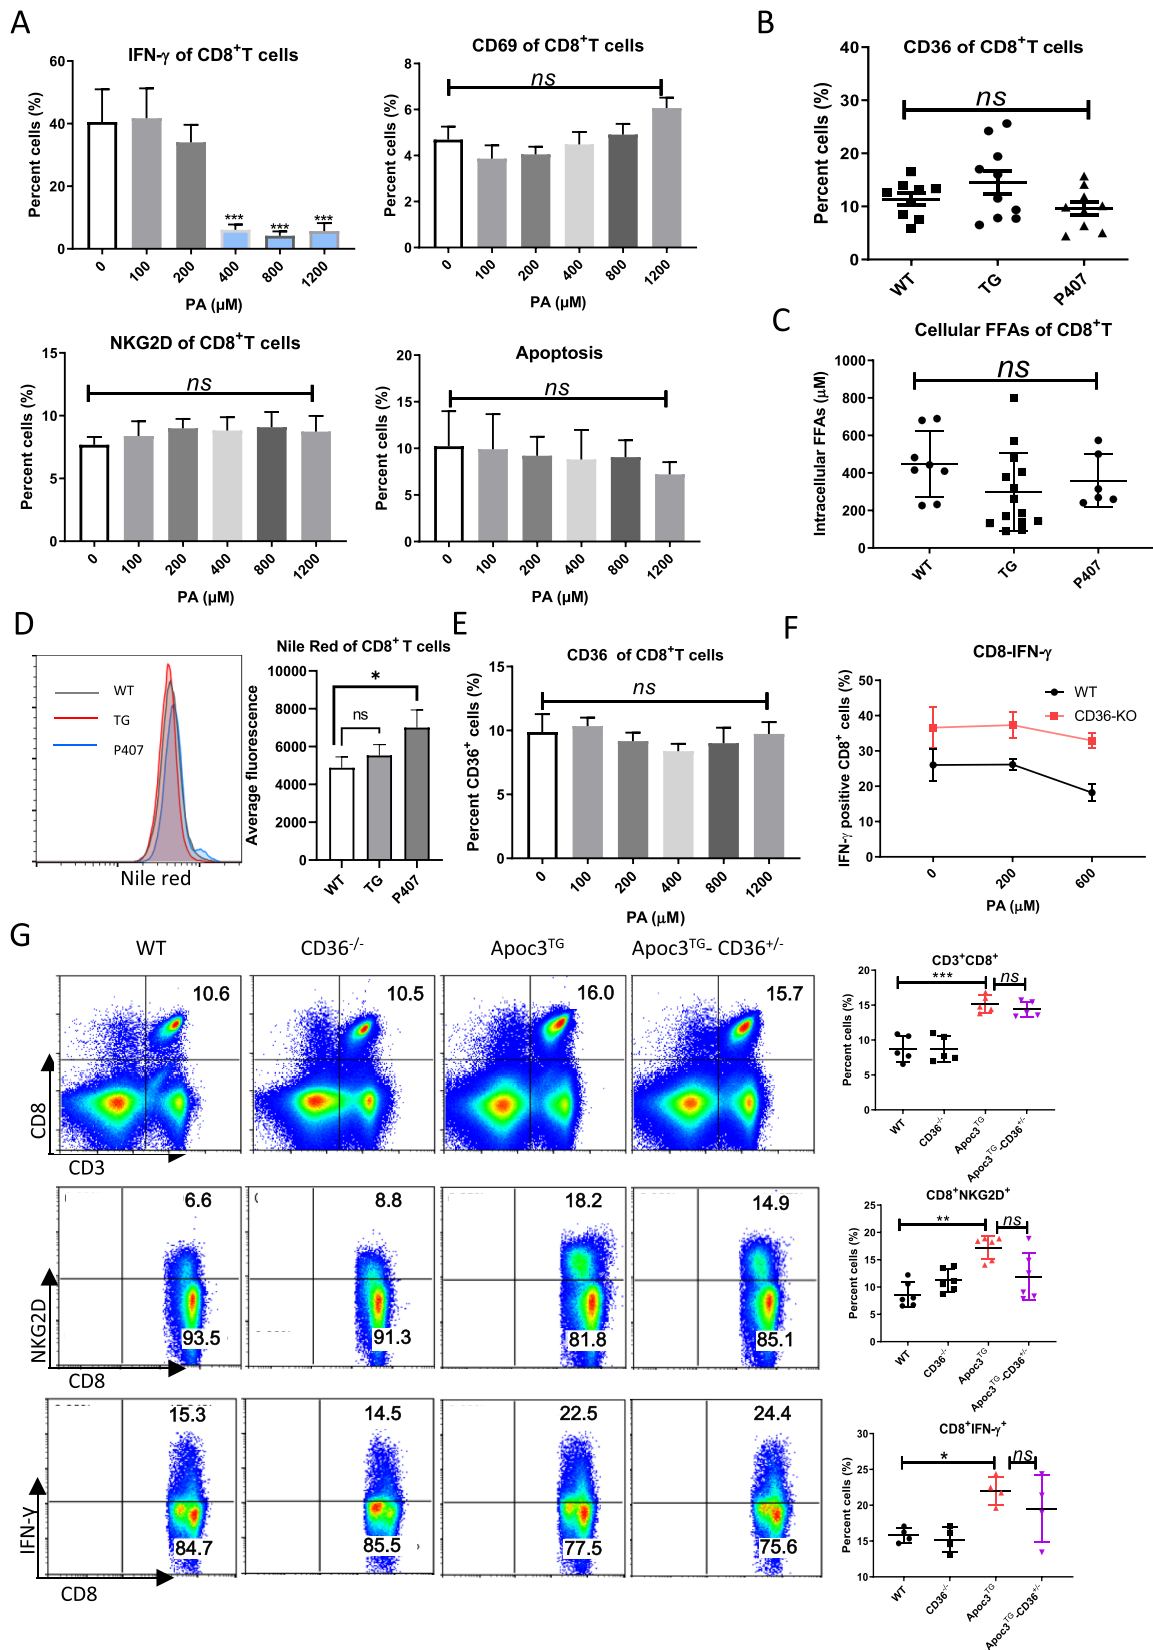 A
IFN-γ of CD8+T cells
Percent cells (%)
60
40
20
0
***
***
***
0
100
200
400
800
1200
PA (μM)
CD69 of CD8+T cells
ns
Percent cells (%)
8
6
4
2
0
0
100
200
400
800
1200
PA (μM)
B
CD36 of CD8+T cells
ns
Percent cells (%)
40
30
20
10
0
WT
TG
P407
NKG2D of CD8+T cells
ns
Percent cells (%)
15
10
5
0
0
100
200
400
800
1200
PA (μM)
Apoptosis
ns
Percent cells (%)
20
15
10
5
0
0
100
200
400
800
1200
PA (μM)
C
Cellular FFAs of CD8+T
ns
Intracellular FFAs (μM)
1000
800
600
400
200
0
WT
TG
P407
D
WT
TG
P407
Nile red
Nile Red of CD8+ T cells
*
ns
Average fluorescence
10000
8000
6000
4000
2000
0
WT
TG
P407
E
CD36 of CD8+T cells
ns
Percent CD36+ cells (%)
15
10
5
0
0
100
200
400
800
1200
PA (μM)
F
CD8-IFN-γ
WT
CD36-KO
IFN-γ positive CD8+ cells (%)
50
40
30
20
10
0
0
200
600
PA (μM)
G
WT
CD36-/-
Apoc3TG
Apoc3TG- CD36+/-
10.6
10.5
16.0
15.7
CD8
CD3
CD3+CD8+
***
ns
Percent cells (%)
20
15
10
5
0
WT
CD36-/-
Apoc3TG
Apoc3TG-CD36+/-
6.6
8.8
18.2
14.9
93.5
91.3
81.8
85.1
NKG2D
CD8
CD8+NKG2D+
**
ns
Percent cells (%)
25
20
15
10
5
0
WT
CD36-/-
Apoc3TG
Apoc3TG-CD36+/-
15.3
14.5
22.5
24.4
84.7
85.5
77.5
75.6
IFN-γ
CD8
CD8+IFN-γ+
*
ns
Percent cells (%)
30
25
20
15
10
WT
CD36-/-
Apoc3TG
Apoc3TG-CD36+/-